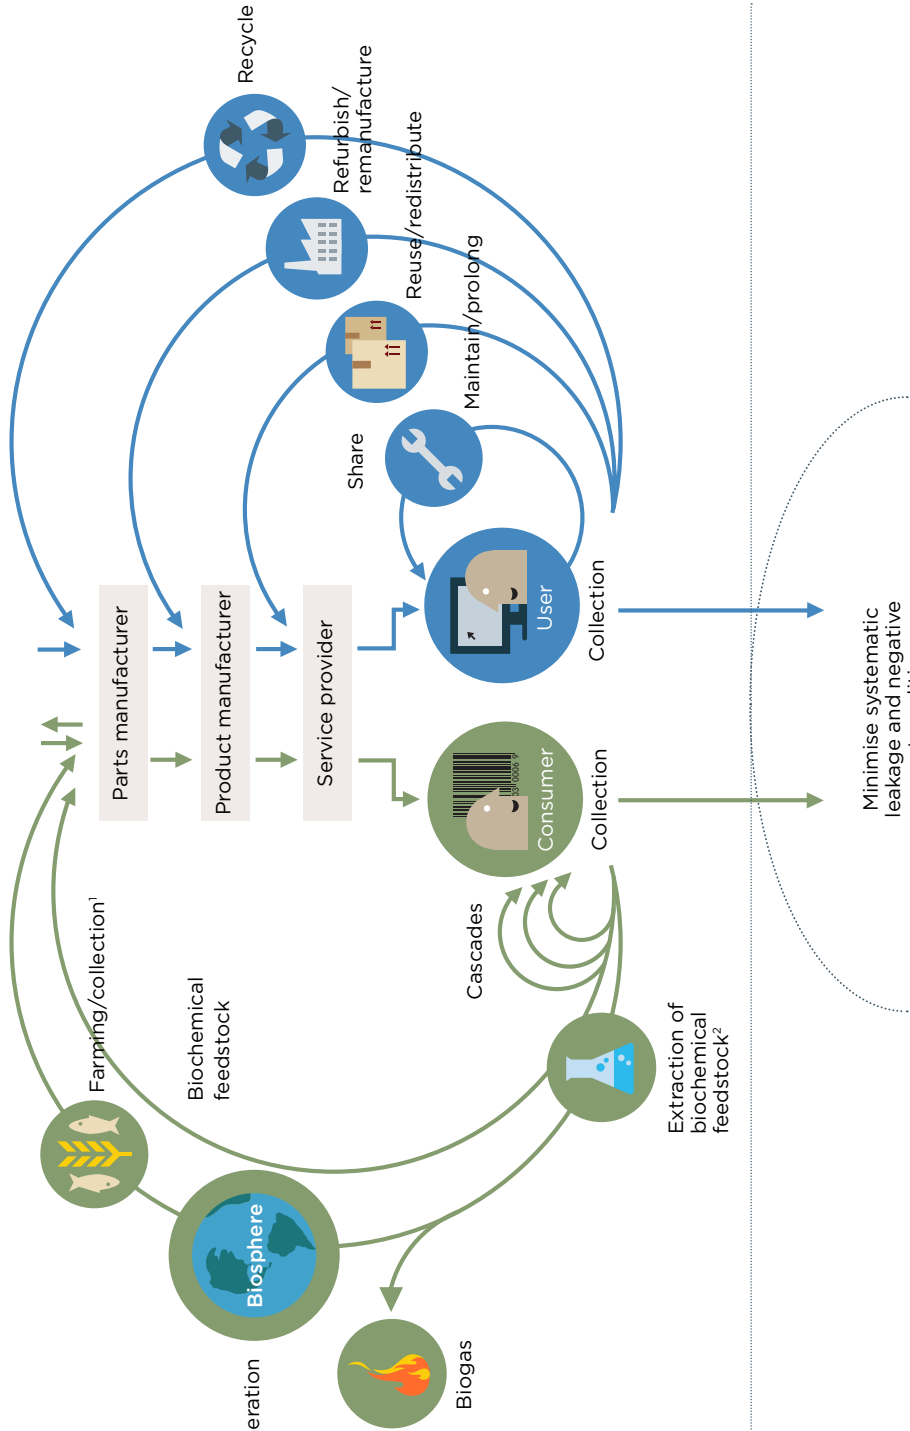 Recycle
Refurbish/
remanufacture
Reuse/redistribute
Maintain/prolong
Share
Parts manufacturer
Product manufacturer
Service provider
User
Collection
Consumer
Collection
Cascades
Farming/collection¹
Biochemical
feedstock
Extraction of
biochemical
feedstock²
Biosphere
Biogas
eration
Minimise systematic
leakage and negative